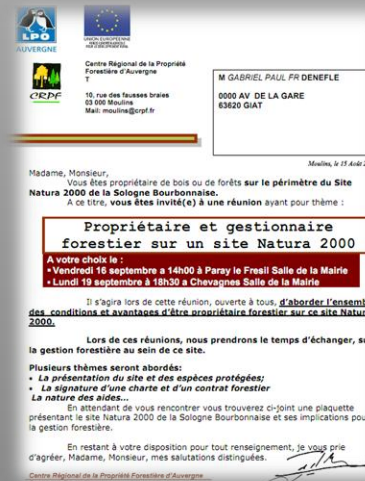 LPO
AUVERGNE
UNION EUROPÉENNE
CRPF
Centre Régional de la Propriété
Forestière d'Auvergne
T
10, rue des fausses braies
03 000 Moulins
Mail: moulins@crpf.fr
M GABRIEL PAUL FR DENEFLE
0000 AV DE LA GARE
63620 GIAT
Moulins, le 15 Août
Madame, Monsieur,
Vous êtes propriétaire de bois ou de forêts sur le périmètre du Site
Natura 2000 de la Sologne Bourbonnaise.
A ce titre, vous êtes invité(e) à une réunion ayant pour thème :
Propriétaire et gestionnaire
forestier sur un site Natura 2000
A votre choix le :
▪ Vendredi 16 septembre a 14h00 à Paray le Fresil Salle de la Mairie
▪ Lundi 19 septembre à 18h30 a Chevagnes Salle de la Mairie
Il s'agira lors de cette réunion, ouverte à tous, d'aborder l'ensemb
des conditions et avantages d'être propriétaire forestier sur ce site Natur
2000.
Lors de ces réunions, nous prendrons le temps d'échanger, su
la gestion forestière au sein de ce site.
Plusieurs thèmes seront abordés:
• La présentation du site et des espèces protégées;
• La signature d'une charte et d'un contrat forestier
La nature des aides...
En attendant de vous rencontrer vous trouverez ci-joint une plaquette
présentant le site Natura 2000 de la Sologne Bourbonnaise et ses implications pou
la gestion forestière.
En restant à votre disposition pour tout renseignement, je vous prie
d'agréer, Madame, Monsieur, mes salutations distinguées.
Centre Régional de la Propriété Forestière d'Auvergne